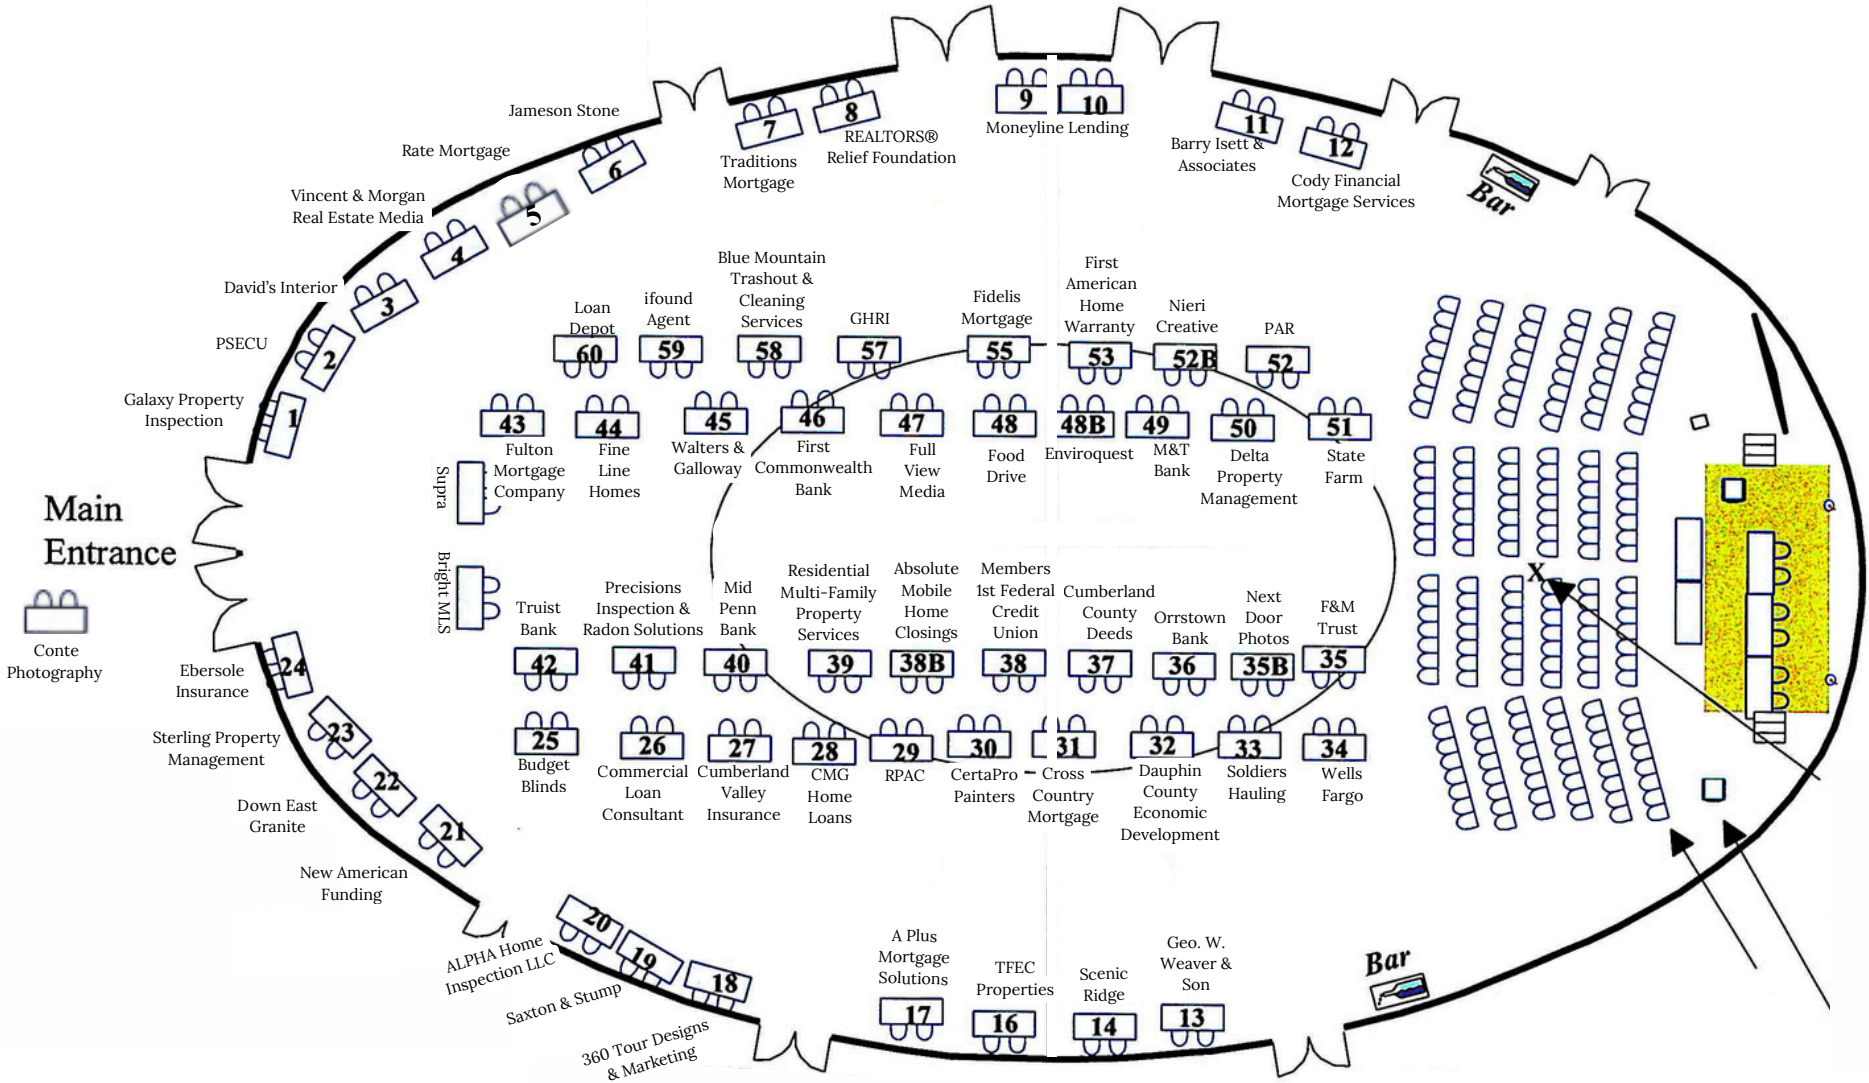 Jameson Stone
Rate Mortgage
Vincent & Morgan
Real Estate Media
David's Interior
PSECU
Galaxy Property
Inspection
1
2
3
4
5
6
7
Traditions
Mortgage
8
REALTORS®
Relief Foundation
9
10
Moneyline Lending
11
Barry Isett &
Associates
12
Cody Financial
Mortgage Services
Bar
Loan
Depot
60
ifound
Agent
59
Blue Mountain
Trashout &
Cleaning
Services
58
GHRI
57
Fidelis
Mortgage
55
First
American
Home
Warranty
53
Nieri
Creative
52B
PAR
52
43
Fulton
Mortgage
Company
44
Fine
Line
Homes
45
Walters &
Galloway
46
First
Commonwealth
Bank
47
Full
View
Media
48
Food
Drive
48B
Enviroquest
49
M&T
Bank
50
Delta
Property
Management
51
State
Farm
Supra
Bright MLS
Main
Entrance
Conte
Photography
X
Truist
Bank
42
Precisions
Inspection &
Radon Solutions
41
Mid
Penn
Bank
40
Residential
Multi-Family
Property
Services
39
Absolute
Mobile
Home
Closings
38B
Members
1st Federal
Credit
Union
38
Cumberland
County
Deeds
37
Orrstown
Bank
36
Next
Door
Photos
35B
F&M
Trust
35
25
Budget
Blinds
26
Commercial
Loan
Consultant
27
Cumberland
Valley
Insurance
28
CMG
Home
Loans
29
RPAC
30
CertaPro
Painters
31
Cross
Country
Mortgage
32
Dauphin
County
Economic
Development
33
Soldiers
Hauling
34
Wells
Fargo
24
Ebersole
Insurance
23
Sterling Property
Management
22
Down East
Granite
21
New American
Funding
20
ALPHA Home
Inspection LLC
19
Saxton & Stump
18
360 Tour Designs
& Marketing
A Plus
Mortgage
Solutions
17
TFEC
Properties
16
Scenic
Ridge
14
Geo. W.
Weaver &
Son
13
Bar